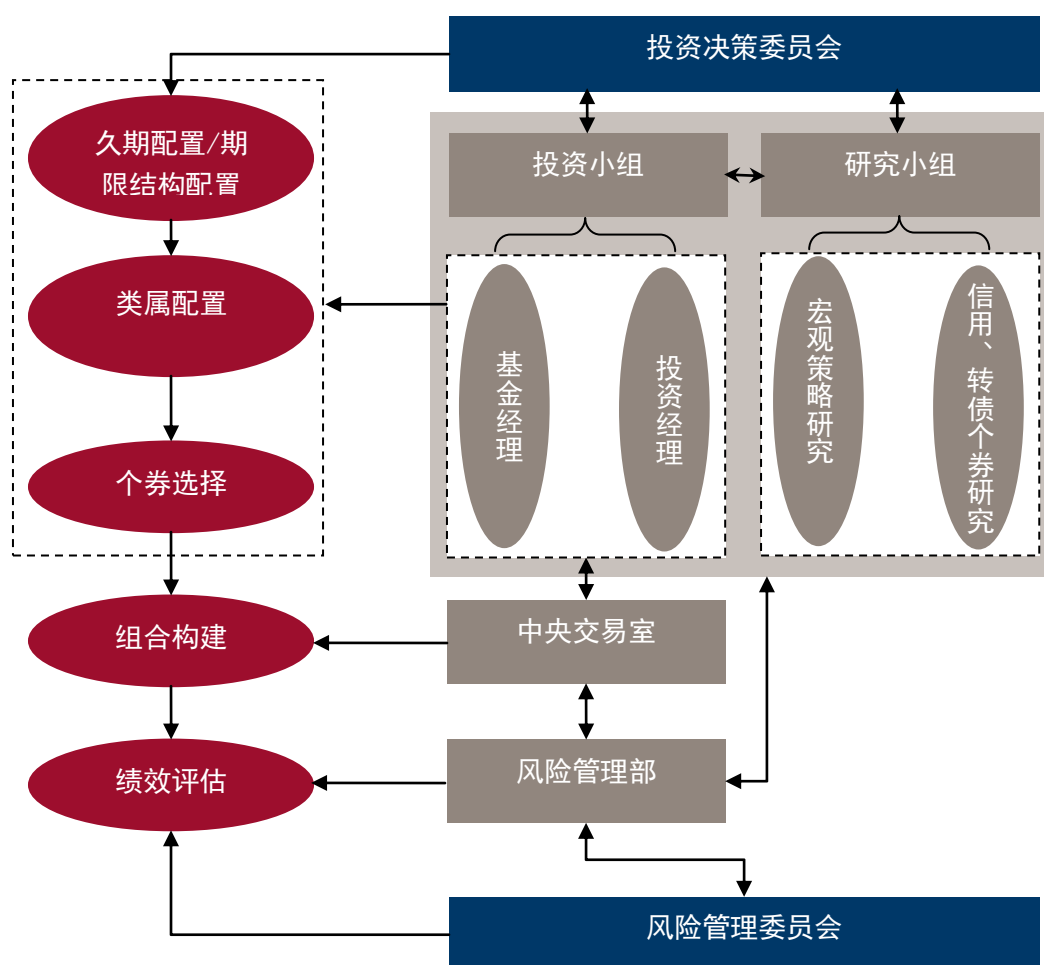 投资决策委员会
久期配置/期
限结构配置
投资小组
研究小组
类属配置
基金经理
投资经理
宏观策略研究
信用、转债个券研究
个券选择
组合构建
中央交易室
绩效评估
风险管理部
风险管理委员会